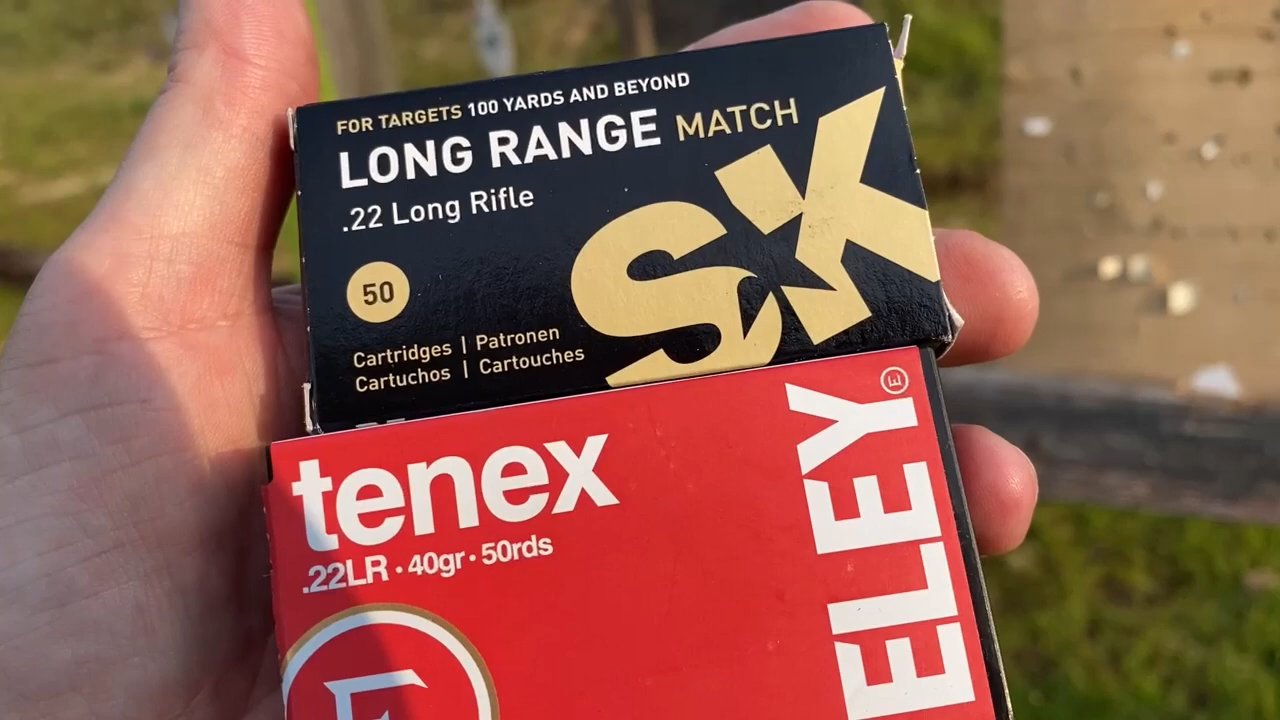 FOR TARGETS 100 YARDS AND BEYOND
LONG RANGE MATCH
.22 Long Rifle
SK
50
Cartridges | Patronen
Cartuchos | Cartouches
tenex
.22LR · 40gr · 50rds
ELEY
E
E